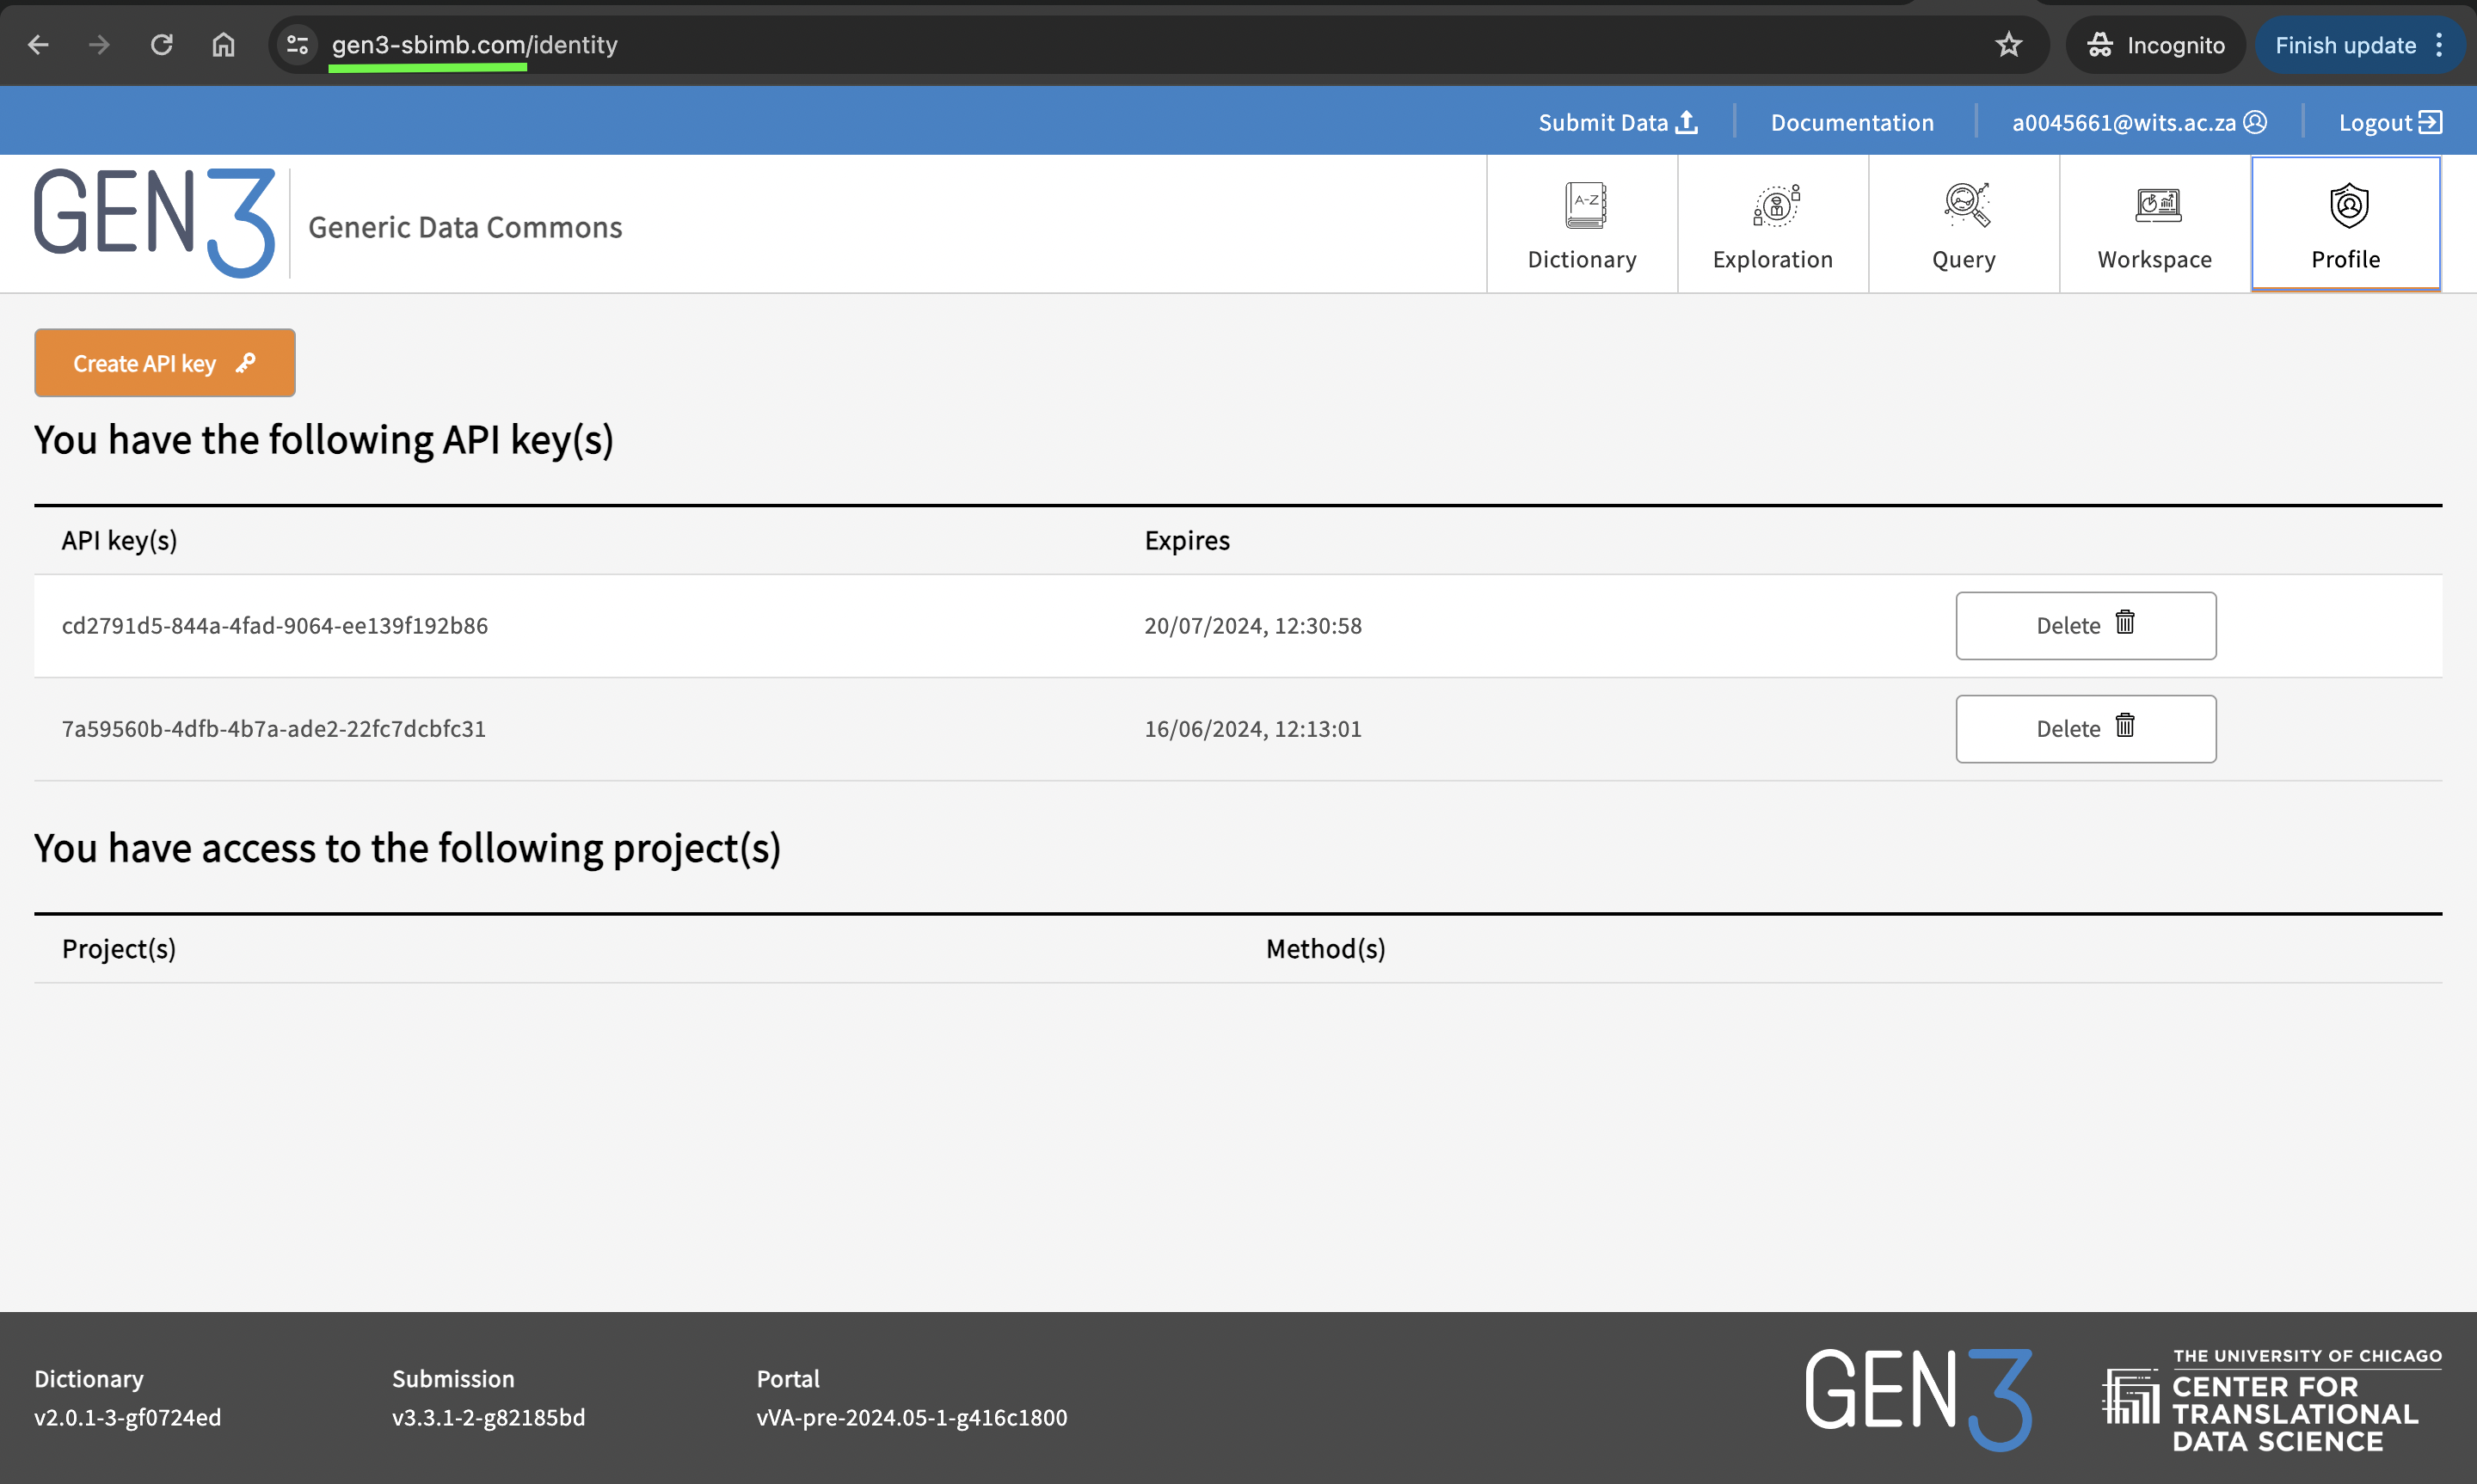 gen3-sbimb.com/identity
Incognito
Finish update
Submit Data
Documentation
a0045661@wits.ac.za
Logout
GEN3
Generic Data Commons
A-Z
Dictionary
Exploration
Query
Workspace
Profile
Create API key
You have the following API key(s)
API key(s) Expires
cd2791d5-844a-4fad-9064-ee139f192b86 20/07/2024, 12:30:58 Delete
7a59560b-4dfb-4b7a-ade2-22fc7dcbfc31 16/06/2024, 12:13:01 Delete
You have access to the following project(s)
Project(s) Method(s)
Dictionary
v2.0.1-3-gf0724ed
Submission
v3.3.1-2-g82185bd
Portal
vVA-pre-2024.05-1-g416c1800
GEN3
THE UNIVERSITY OF CHICAGO
CENTER FOR
TRANSLATIONAL
DATA SCIENCE